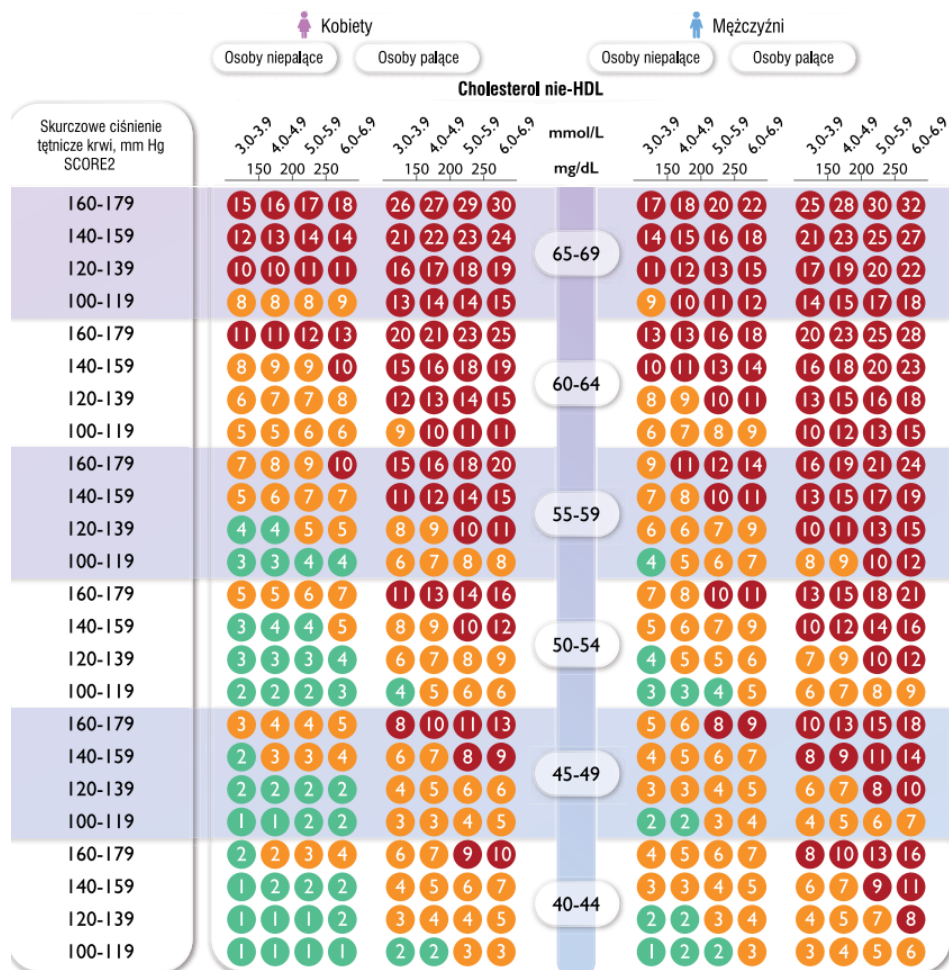 Kobiety Mężczyźni
Osoby niepalące Osoby palące Osoby niepalące Osoby palące
Cholesterol nie-HDL
Skurczowe ciśnienie
tętnicze krwi, mm Hg
SCORE2
3.0-3.9 4.0-4.9 5.0-5.9 6.0-6.9 3.0-3.9 4.0-4.9 5.0-5.9 6.0-6.9 mmol/L 3.0-3.9 4.0-4.9 5.0-5.9 6.0-6.9 3.0-3.9 4.0-4.9 5.0-5.9 6.0-6.9
150 200 250 150 200 250 mg/dL 150 200 250 150 200 250
160-179 15 16 17 18 26 27 29 30 17 18 20 22 25 28 30 32
140-159 12 13 14 14 21 22 23 24 14 15 16 18 21 23 25 27
65-69
120-139 10 10 11 11 16 17 18 19 11 12 13 15 17 19 20 22
100-119 8 8 8 9 13 14 14 15 9 10 11 12 14 15 17 18
160-179 11 11 12 13 20 21 23 25 13 13 16 18 20 23 25 28
140-159 8 9 9 10 15 16 18 19 10 11 13 14 16 18 20 23
60-64
120-139 6 7 7 8 12 13 14 15 8 9 10 11 13 15 16 18
100-119 5 5 6 6 9 10 11 11 6 7 8 9 10 12 13 15
160-179 7 8 9 10 15 16 18 20 9 11 12 14 16 19 21 24
140-159 5 6 7 7 11 12 14 15 7 8 10 11 13 15 17 19
55-59
120-139 4 4 5 5 8 9 10 11 6 6 7 9 10 11 13 15
100-119 3 3 4 4 6 7 8 8 4 5 6 7 8 9 10 12
160-179 5 5 6 7 11 13 14 16 7 8 10 11 13 15 18 21
140-159 3 4 4 5 8 9 10 12 5 6 7 9 10 12 14 16
50-54
120-139 3 3 3 4 6 7 8 9 4 5 5 6 7 9 10 12
100-119 2 2 2 3 4 5 6 6 3 3 4 5 6 7 8 9
160-179 3 4 4 5 8 10 11 13 5 6 8 9 10 13 15 18
140-159 2 3 3 4 6 7 8 9 4 5 6 7 8 9 11 14
45-49
120-139 2 2 2 2 4 5 6 6 3 3 4 5 6 7 8 10
100-119 1 1 2 2 3 3 4 5 2 2 3 4 4 5 6 7
160-179 2 2 3 4 6 7 9 10 4 5 6 7 8 10 13 16
140-159 1 2 2 2 4 5 6 7 3 3 4 5 6 7 9 11
40-44
120-139 1 1 1 2 3 4 4 5 2 2 3 4 4 5 7 8
100-119 1 1 1 1 2 2 3 3 1 2 2 3 3 4 5 6